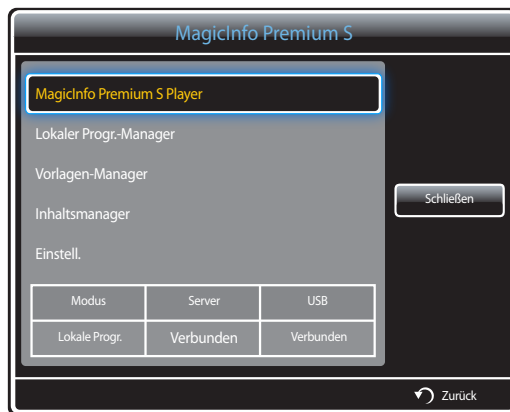 MagicInfo Premium S
MagicInfo Premium S Player
Lokaler Progr.-Manager
Vorlagen-Manager
Inhaltsmanager
Einstell.
Schließen
Modus Server USB
Lokale Progr. Verbunden Verbunden
Zurück